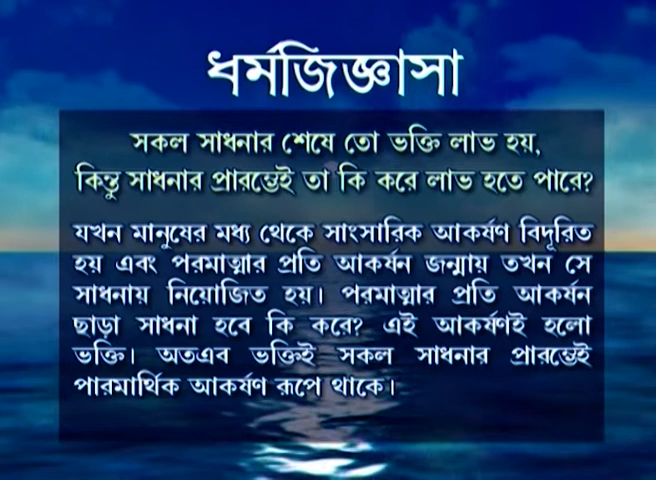 ধর্মজিজ্ঞাসা
সকল সাধনার শেষে তো ভক্তি লাভ হয়,
কিন্তু সাধনার প্রারম্ভেই তা কি করে লাভ হতে পারে?
যখন মানুষের মধ্য থেকে সাংসারিক আকর্ষণ বিদূরিত
হয় এবং পরমাত্মার প্রতি আকর্ষন জন্মায় তখন সে
সাধনায় নিয়োজিত হয়। পরমাত্মার প্রতি আকর্ষন
ছাড়া সাধনা হবে কি করে? এই আকর্ষণই হলো
ভক্তি। অতএব ভক্তিই সকল সাধনার প্রারম্ভেই
পারমার্থিক আকর্ষণ রূপে থাকে।